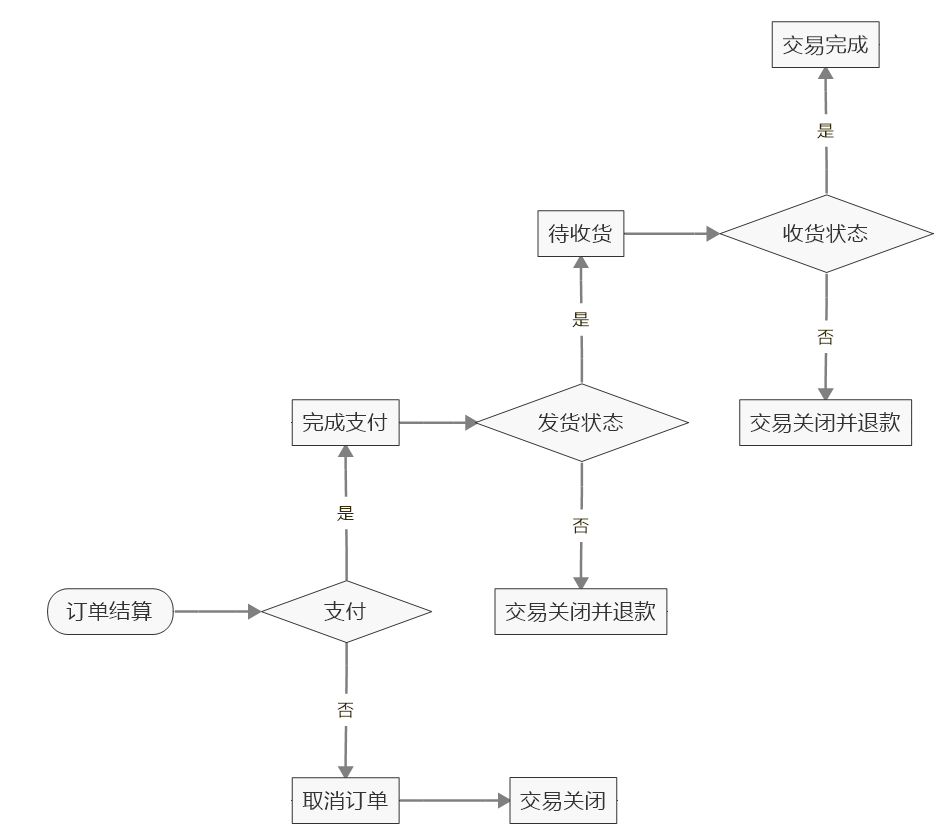 交易完成
是
待收货
收货状态
是
否
完成支付
发货状态
交易关闭并退款
是
否
订单结算
支付
交易关闭并退款
否
取消订单
交易关闭